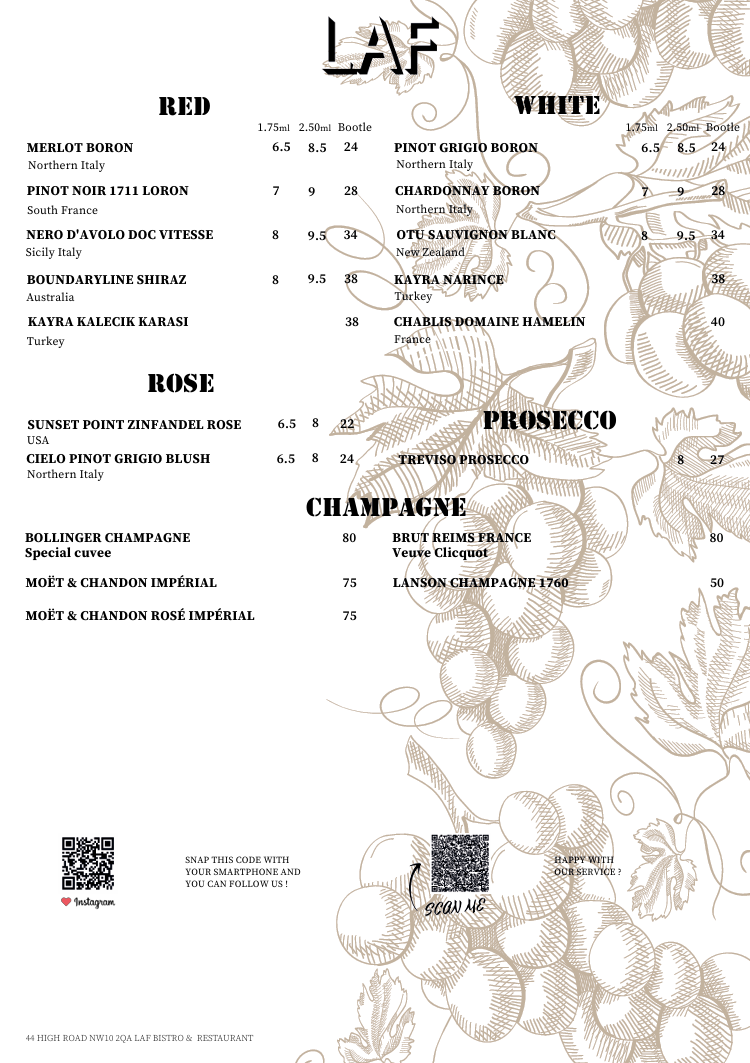 LAF
RED
1.75ml 2.50ml Bootle
MERLOT BORON 6.5 8.5 24
Northern Italy
PINOT NOIR 1711 LORON 7 9 28
South France
NERO D'AVOLO DOC VITESSE 8 9.5 34
Sicily Italy
BOUNDARYLINE SHIRAZ 8 9.5 38
Australia
KAYRA KALECIK KARASI 38
Turkey
WHITE
1.75ml 2.50ml Bootle
PINOT GRIGIO BORON 6.5 8.5 24
Northern Italy
CHARDONNAY BORON 7 9 28
Northern Italy
OTU SAUVIGNON BLANC 8 9.5 34
New Zealand
KAYRA NARINCE 38
Turkey
CHABLIS DOMAINE HAMELIN 40
France
ROSE
SUNSET POINT ZINFANDEL ROSE 6.5 8 22
USA
CIELO PINOT GRIGIO BLUSH 6.5 8 24
Northern Italy
PROSECCO
TREVISO PROSECCO 8 27
CHAMPAGNE
BOLLINGER CHAMPAGNE 80
Special cuvee
MOËT & CHANDON IMPÉRIAL 75
MOËT & CHANDON ROSÉ IMPÉRIAL 75
BRUT REIMS FRANCE 80
Veuve Clicquot
LANSON CHAMPAGNE 1760 50
Instagram
SNAP THIS CODE WITH
YOUR SMARTPHONE AND
YOU CAN FOLLOW US !
SCAN ME
HAPPY WITH
OUR SERVICE ?
44 HIGH ROAD NW10 2QA LAF BISTRO & RESTAURANT